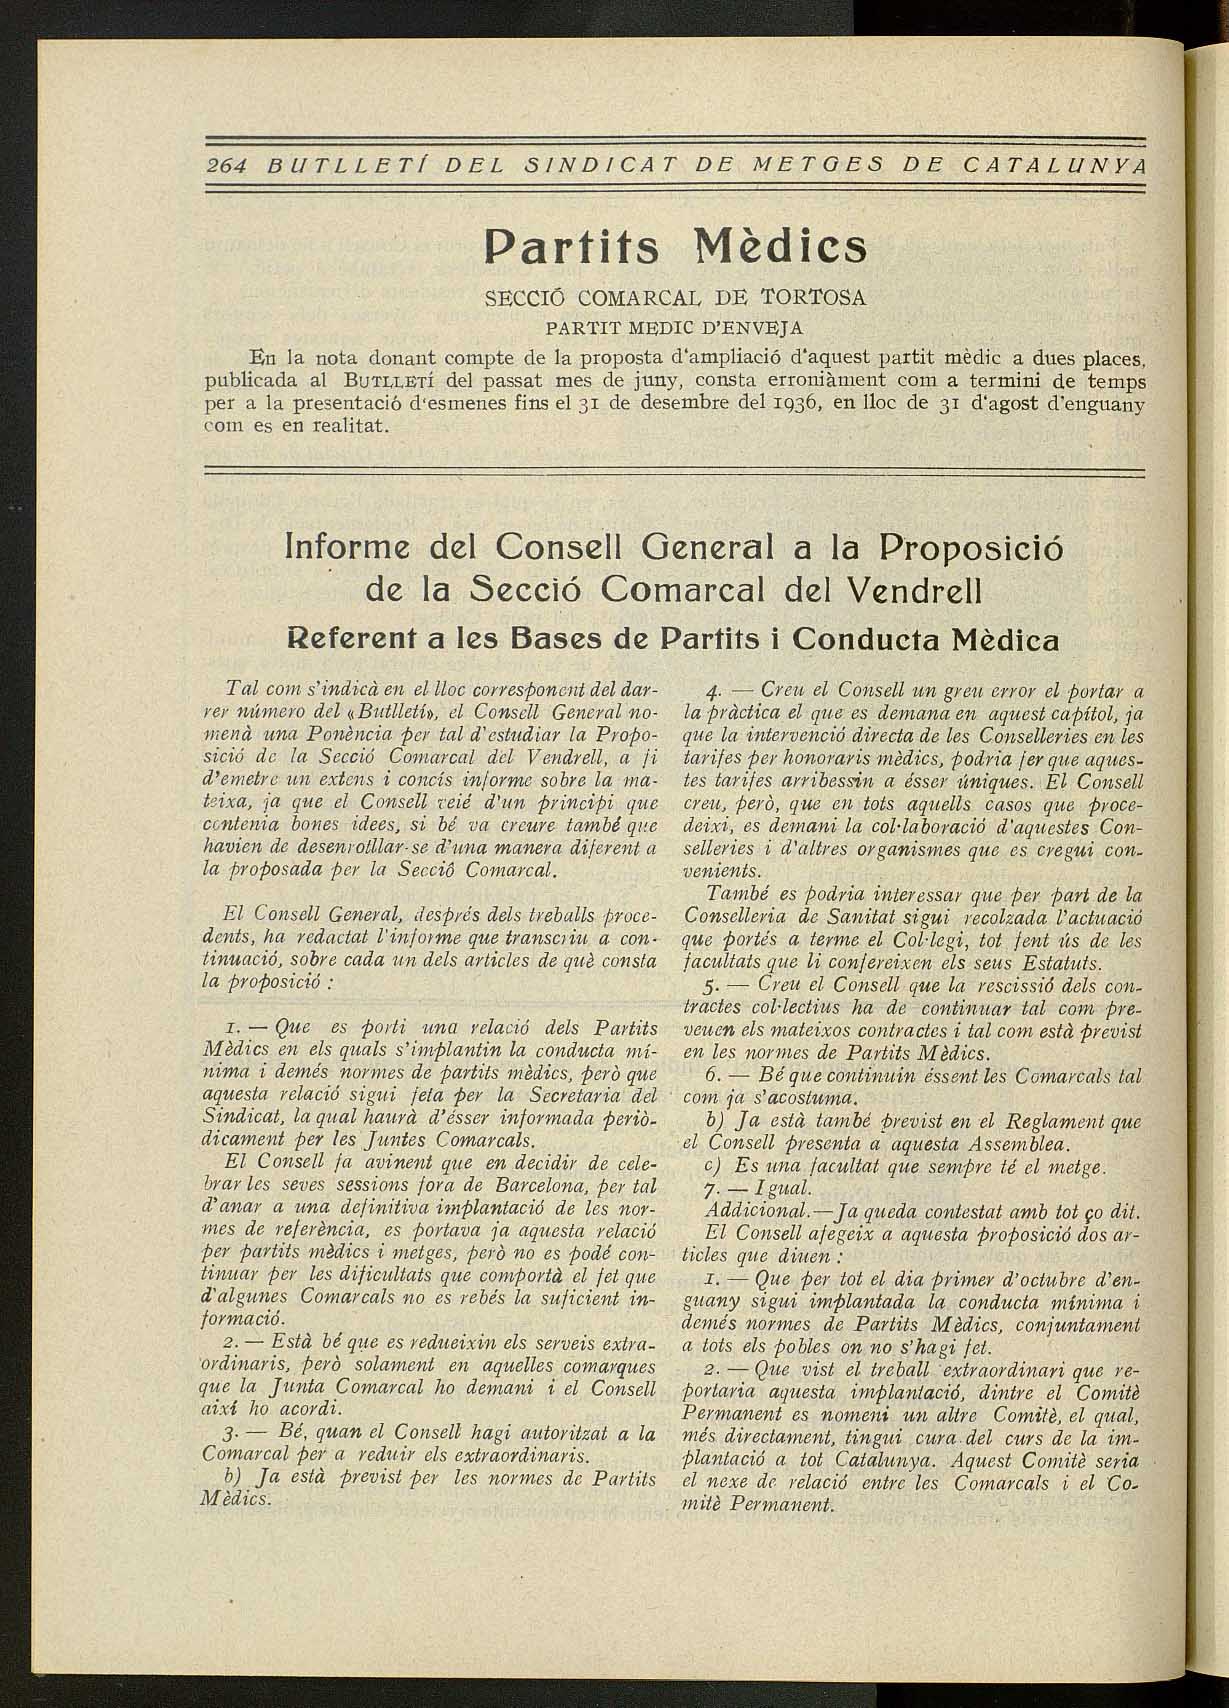 264 BUTLLETÍ DEL SINDICAT DE METGES DE CATALUNYA
Partits Mèdics
SECCIÓ COMARCAL DE TORTOSA
PARTIT MEDIC D'ENVEJA
En la nota donant compte de la proposta d'ampliació d'aquest partit mèdic a dues places,
publicada al BUTLLETÍ del passat mes de juny, consta erroniàment com a termini de temps
per a la presentació d'esmenes fins el 31 de desembre del 1936, en lloc de 31 d'agost d'enguany
com es en realitat.
Informe del Consell General a la Proposició
de la Secció Comarcal del Vendrell
Referent a les Bases de Partits i Conducta Mèdica
Tal com s'indicà en el lloc corresponent del dar-
rer número del «Butlletí», el Consell General no-
menà una Ponència per tal d'estudiar la Propo-
sició de la Secció Comarcal del Vendrell, a fi
d'emetre un extens i concís informe sobre la ma-
teixa, ja que el Consell veié d'un principi que
contenia bones idees, si bé va creure també que
havien de desenrotllar-se d'una manera diferent a
la proposada per la Secció Comarcal.
El Consell General, després dels treballs proce-
dents, ha redactat l'informe que transcriu a con-
tinuació, sobre cada un dels articles de què consta
la proposició :
1. — Que es porti una relació dels Partits
Mèdics en els quals s'implantin la conducta mí-
nima i demés normes de partits mèdics, però que
aquesta relació sigui feta per la Secretaria del
Sindicat, la qual haurà d'ésser informada periò-
dicament per les Juntes Comarcals.
El Consell fa avinent que en decidir de cele-
brar les seves sessions fora de Barcelona, per tal
d'anar a una definitiva implantació de les nor-
mes de referència, es portava ja aquesta relació
per partits mèdics i metges, però no es podé con-
tinuar per les dificultats que comportà el fet que
d'algunes Comarcals no es rebés la suficient in-
formació.
2. — Està bé que es redueixin els serveis extra-
ordinaris, però solament en aquelles comarques
que la Junta Comarcal ho demani i el Consell
així ho acordi.
3. — Bé, quan el Consell hagi autoritzat a la
Comarcal per a reduir els extraordinaris.
b) Ja està previst per les normes de Partits
Mèdics.
4. — Creu el Consell un greu error el portar a
la pràctica el que es demana en aquest capítol, ja
que la intervenció directa de les Conselleries en les
tarifes per honoraris mèdics, podria fer que aques-
tes tarifes arribessin a ésser úniques. El Consell
creu, però, que en tots aquells casos que proce-
deixi, es demani la col·laboració d'aquestes Con-
selleries i d'altres organismes que es cregui con-
venients.
També es podria interessar que per part de la
Conselleria de Sanitat sigui recolzada l'actuació
que portés a terme el Col·legi, tot fent ús de les
facultats que li confereixen els seus Estatuts.
5. — Creu el Consell que la rescissió dels con-
tractes col·lectius ha de continuar tal com pre-
veuen els mateixos contractes i tal com està previst
en les normes de Partits Mèdics.
6. — Bé que continuin éssent les Comarcals tal
com ja s'acostuma.
b) Ja està també previst en el Reglament que
el Consell presenta a aquesta Assemblea.
c) Es una facultat que sempre té el metge.
7. — Igual.
Addicional.—Ja queda contestat amb tot ço dit.
El Consell afegeix a aquesta proposició dos ar-
ticles que diuen :
1. — Que per tot el dia primer d'octubre d'en-
guany sigui implantada la conducta mínima i
demés normes de Partits Mèdics, conjuntament
a tots els pobles on no s'hagi fet.
2. — Que vist el treball extraordinari que re-
portaria aquesta implantació, dintre el Comitè
Permanent es nomeni un altre Comitè, el qual,
més directament, tingui cura del curs de la im-
plantació a tot Catalunya. Aquest Comitè seria
el nexe de relació entre les Comarcals i el Co-
mitè Permanent.